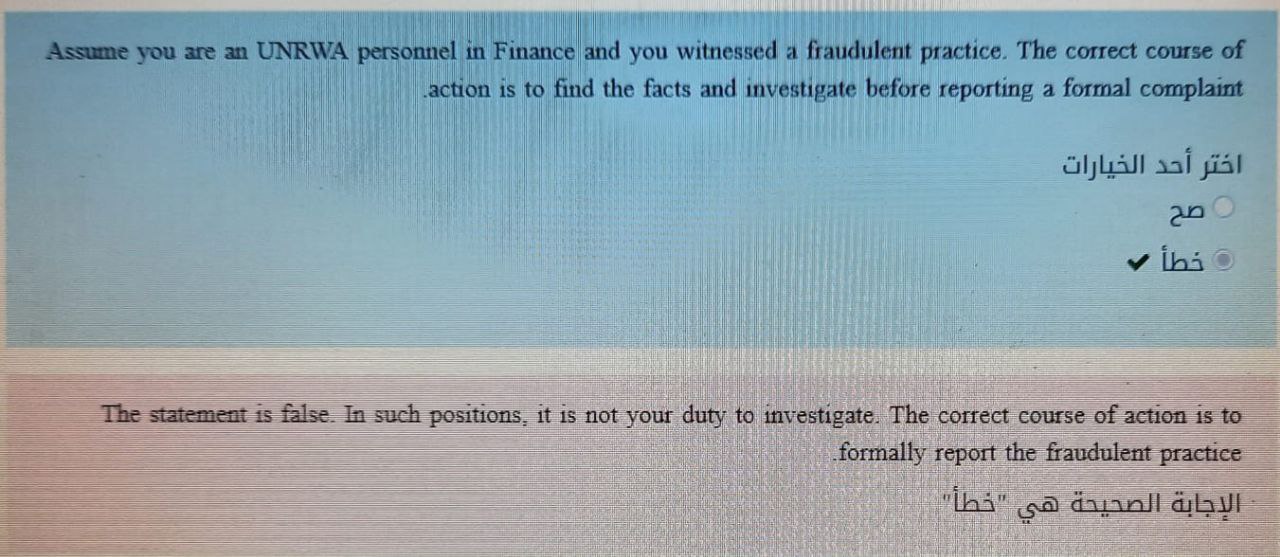 Assume you are an UNRWA personnel in Finance and you witnessed a fraudulent practice. The correct course of
.action is to find the facts and investigate before reporting a formal complaint
اختر أحد الخيارات
صح
خطأ ✔
The statement is false. In such positions, it is not your duty to investigate. The correct course of action is to
.formally report the fraudulent practice
الإجابة الصحيحة هي "خطأ"